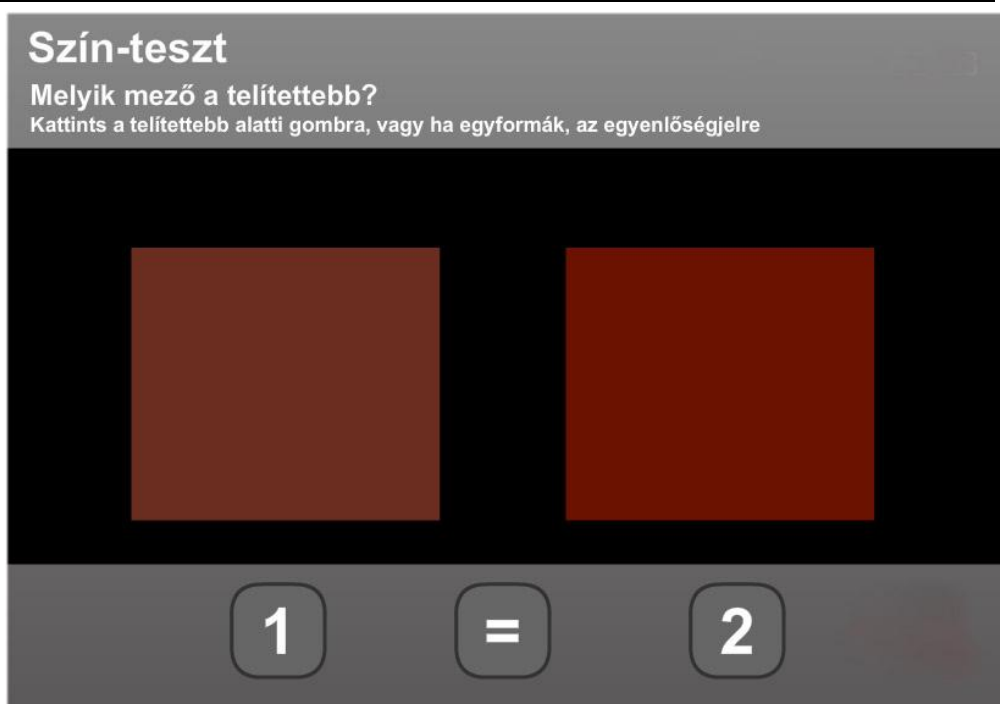 Szín-teszt
Melyik mező a telítettebb?
Kattints a telítettebb alatti gombra, vagy ha egyformák, az egyenlőségjelre
1 = 2